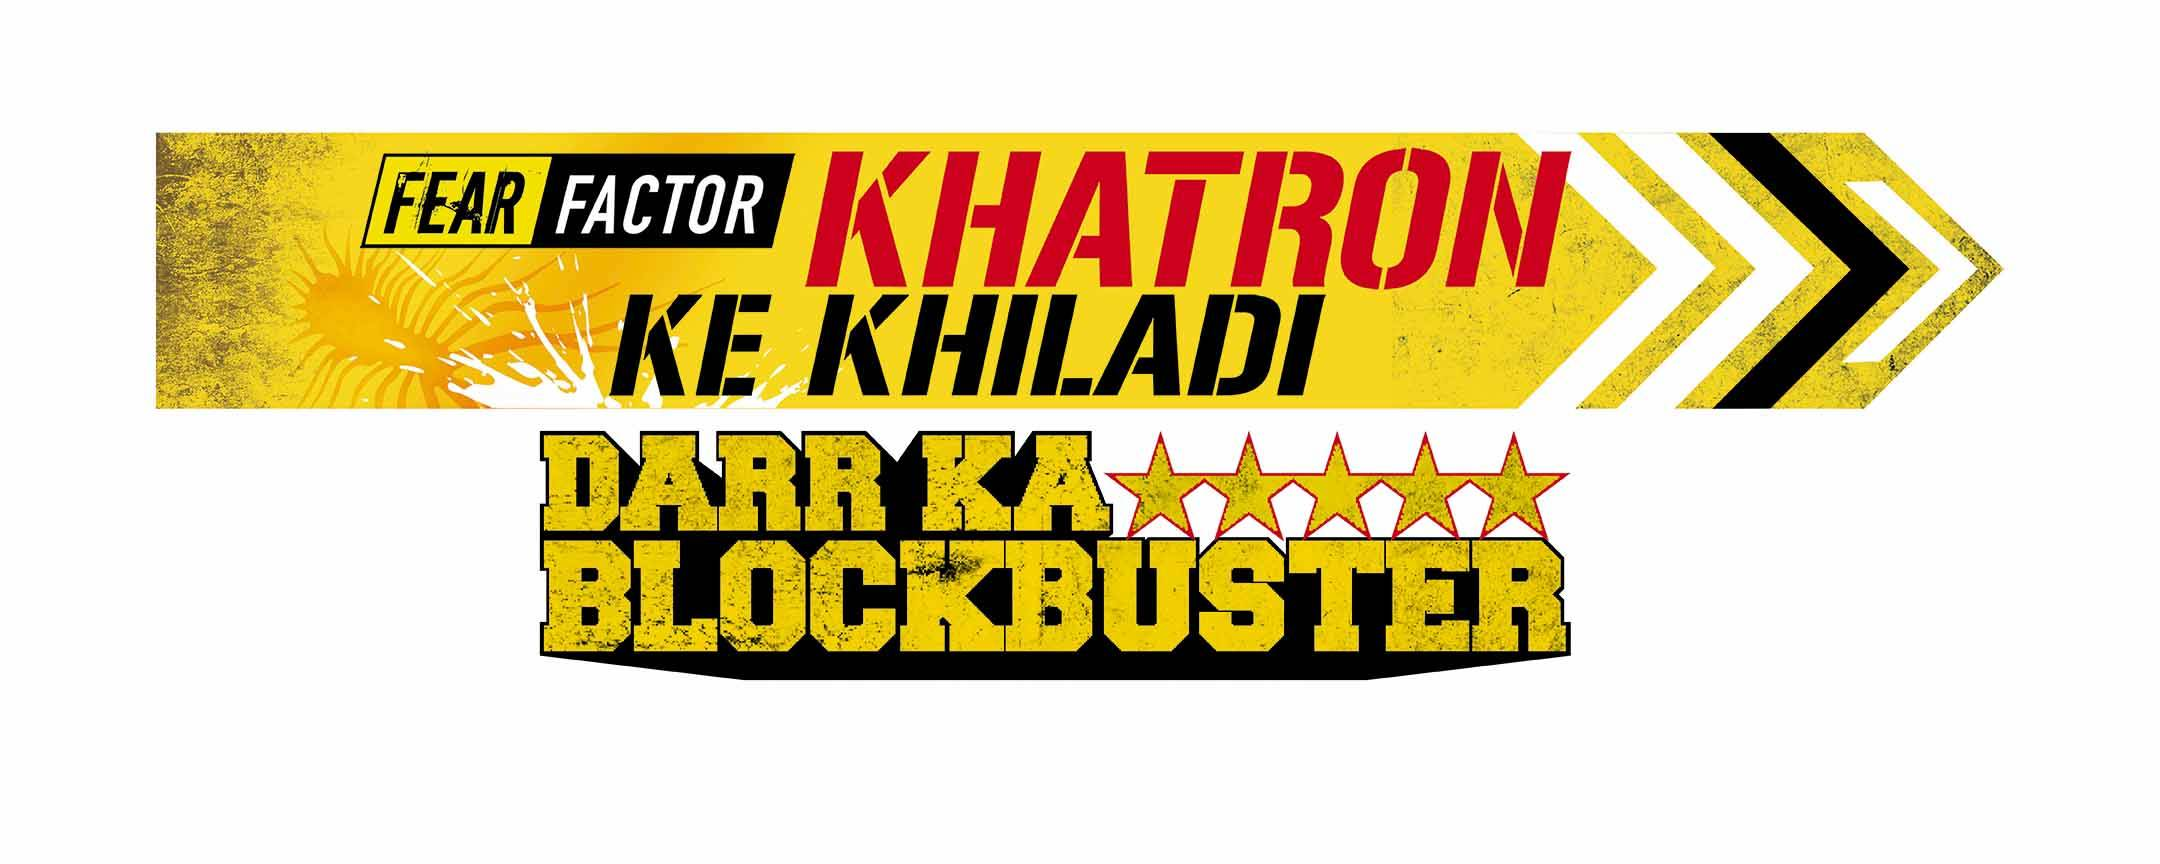 FEAR FACTOR KHATRON
KE KHILADI
DARR KA
BLOCKBUSTER